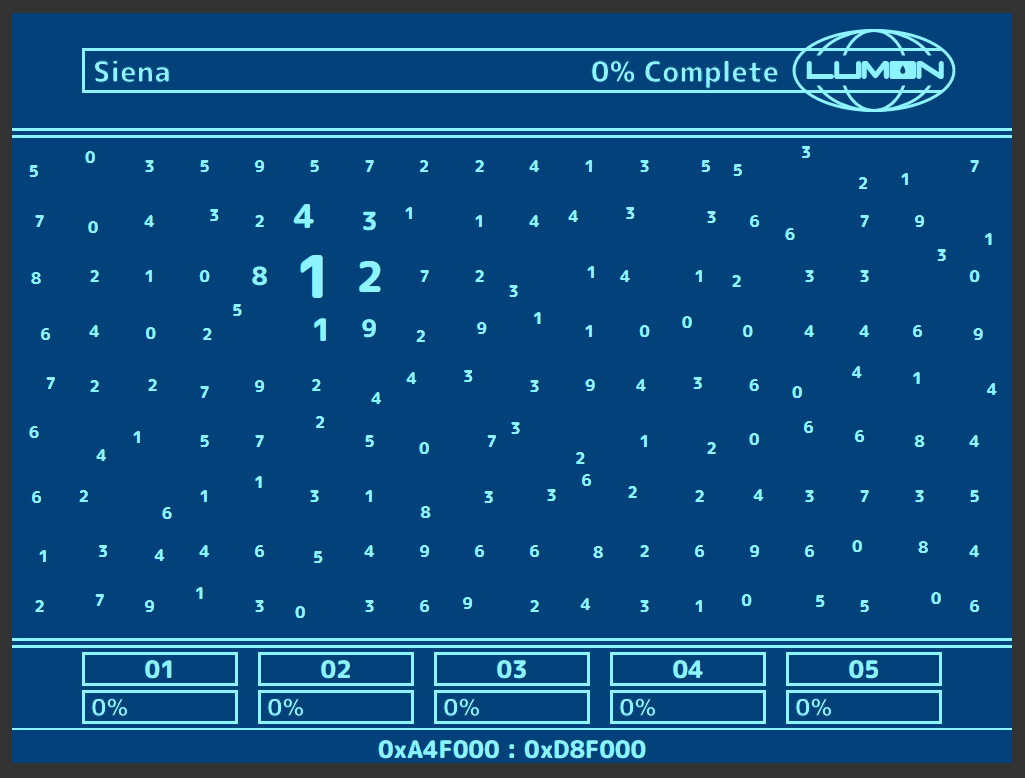 Siena 0% Complete LUMON
5 0 3 5 9 5 7 2 2 4 1 3 5 5 3 2 1 7
7 0 4 3 2 4 3 1 1 4 4 3 3 6 6 7 9 1
8 2 1 0 8 1 2 7 2 3 1 4 1 2 3 3 3 0
6 4 0 2 5 1 9 2 9 1 1 0 0 0 4 4 6 9
7 2 2 7 9 2 4 4 3 3 9 4 3 6 0 4 1 4
6 4 1 5 7 2 5 0 7 3 2 1 2 0 6 6 8 4
6 2 6 1 1 3 1 8 3 3 6 2 2 4 3 7 3 5
1 3 4 4 6 5 4 9 6 6 8 2 6 9 6 0 8 4
2 7 9 1 3 0 3 6 9 2 4 3 1 0 5 5 0 6
01 02 03 04 05
0% 0% 0% 0% 0%
0xA4F000 : 0xD8F000